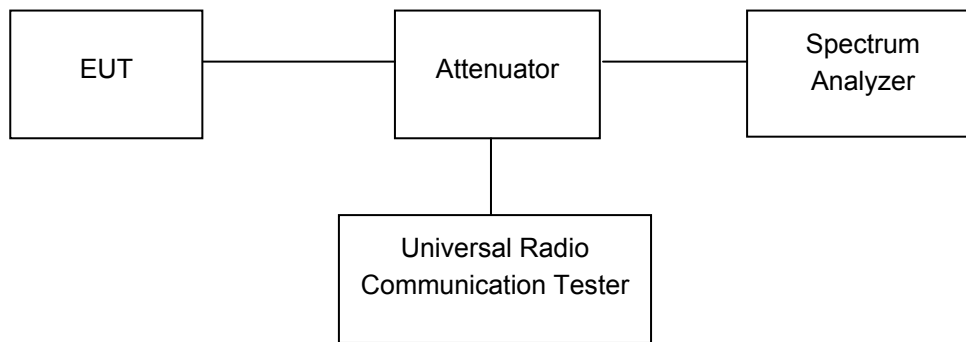 EUT
Attenuator
Spectrum
Analyzer
Universal Radio
Communication Tester